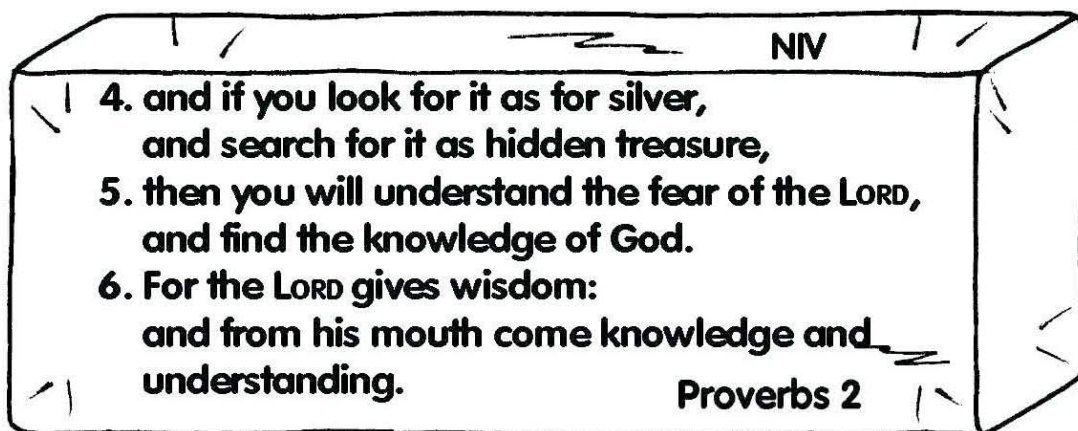 NIV
4. and if you look for it as for silver,
and search for it as hidden treasure,
5. then you will understand the fear of the LORD,
and find the knowledge of God.
6. For the LORD gives wisdom:
and from his mouth come knowledge and
understanding.
Proverbs 2